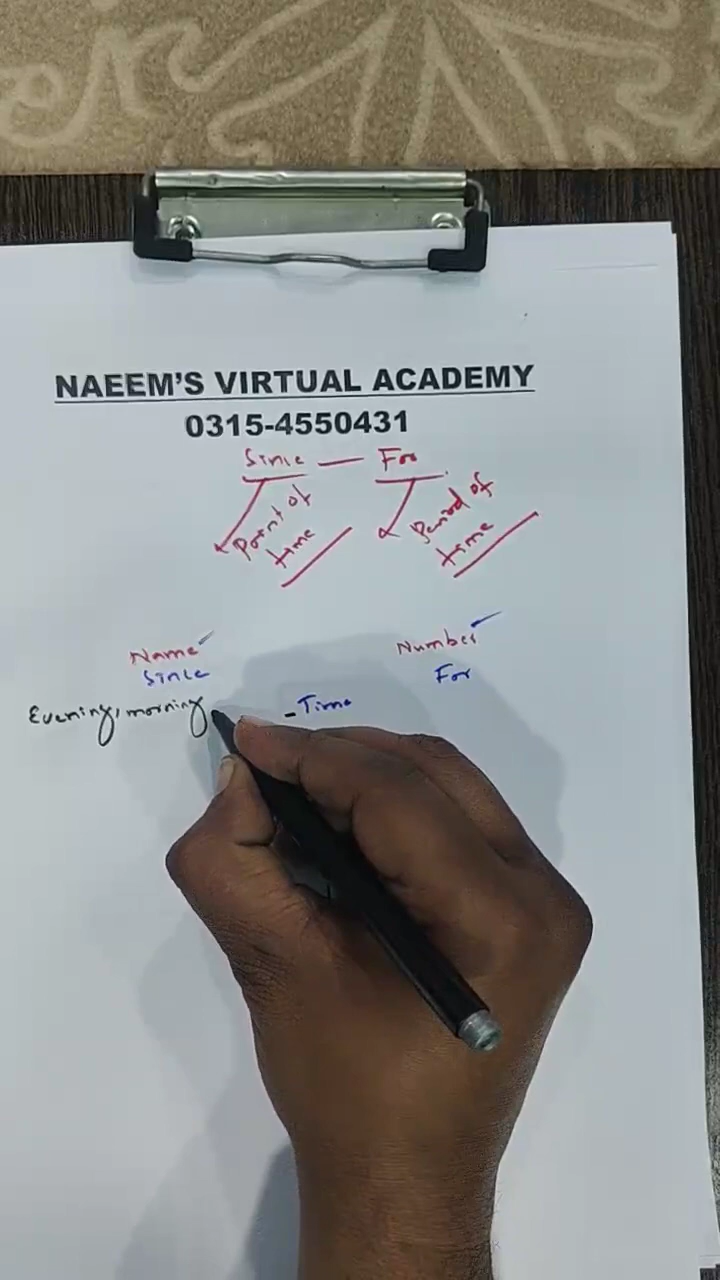 NAEEM'S VIRTUAL ACADEMY
0315-4550431
Since — For
Point of time
Period of time
Name Number
Since For
Evening, morning - Time